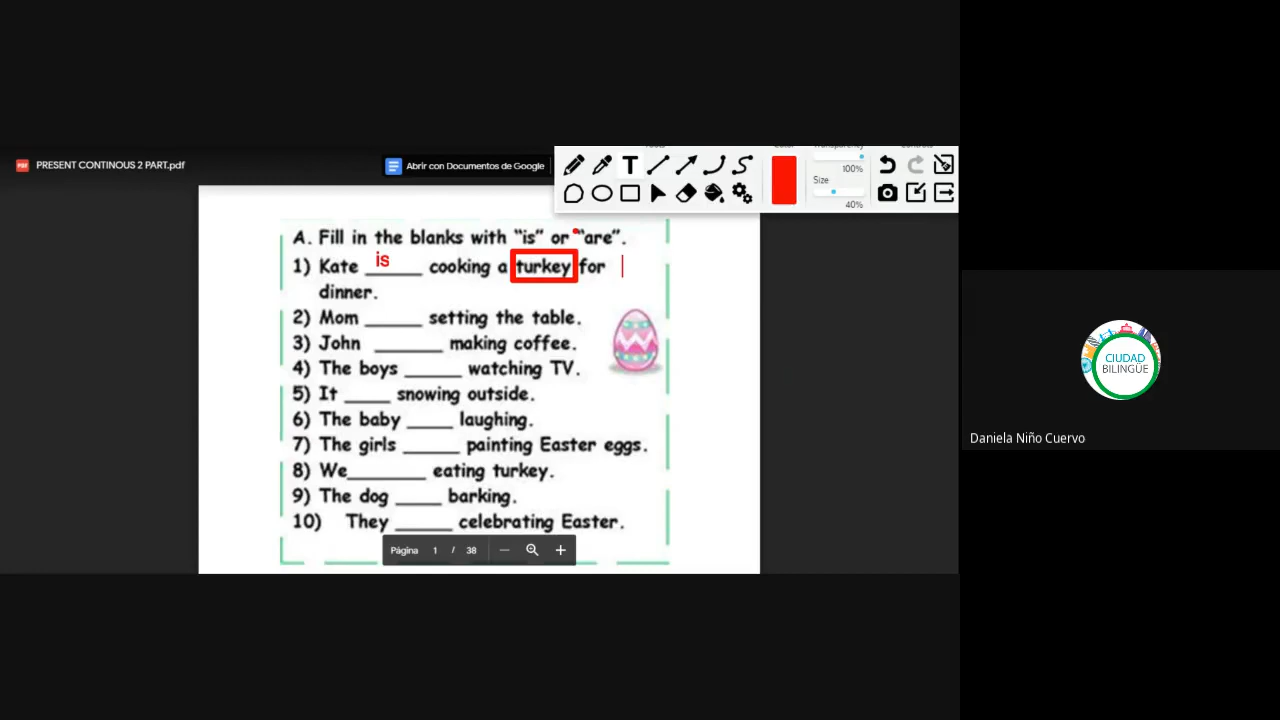 PRESENT CONTINOUS 2 PART.pdf
Abrir con Documentos de Google
100%
Size
40%
A. Fill in the blanks with “is” or “are”.
1) Kate is ______ cooking a turkey for
dinner.
2) Mom ______ setting the table.
3) John _______ making coffee.
4) The boys ______ watching TV.
5) It _____ snowing outside.
6) The baby _____ laughing.
7) The girls ______ painting Easter eggs.
8) We________ eating turkey.
9) The dog _____ barking.
10) They ______ celebrating Easter.
Página 1 / 38
CIUDAD
BILINGÜE
Daniela Niño Cuervo